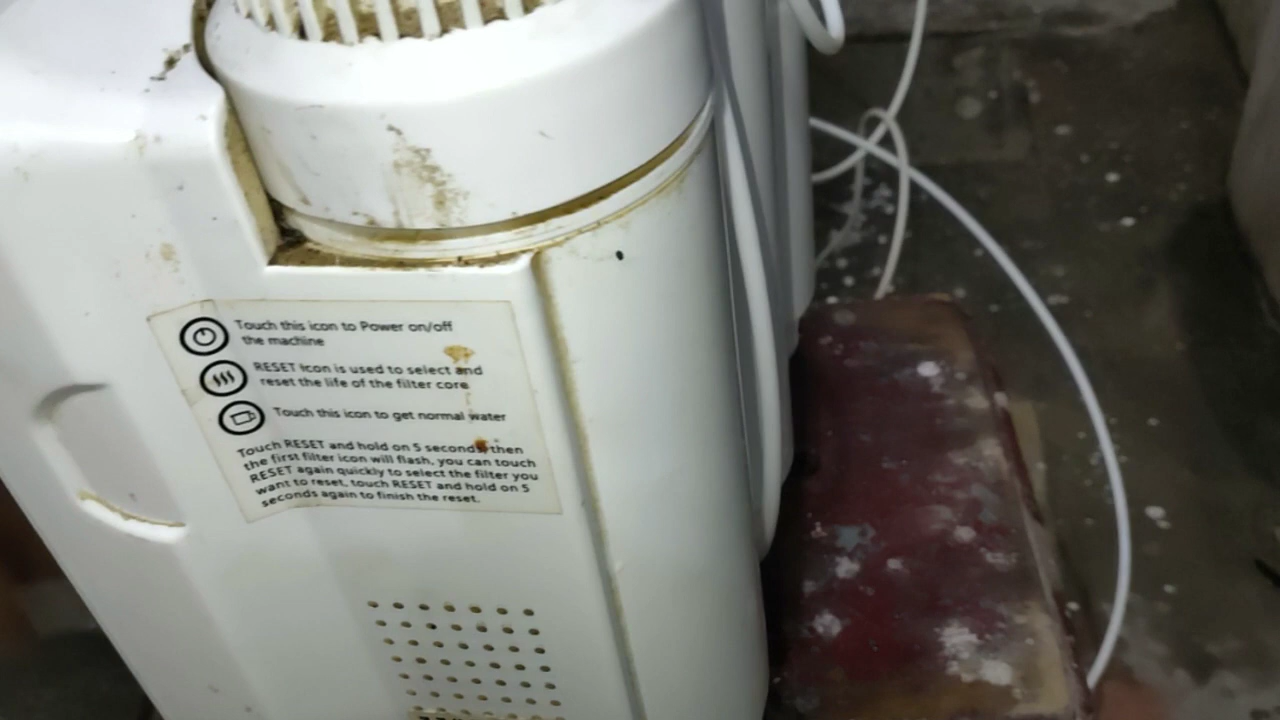 Touch this icon to Power on/off
the machine
RESET icon is used to select and
reset the life of the filter core
Touch this icon to get normal water
Touch RESET and hold on 5 seconds, then
the first filter icon will flash, you can touch
RESET again quickly to select the filter you
want to reset, touch RESET and hold on 5
seconds again to finish the reset.